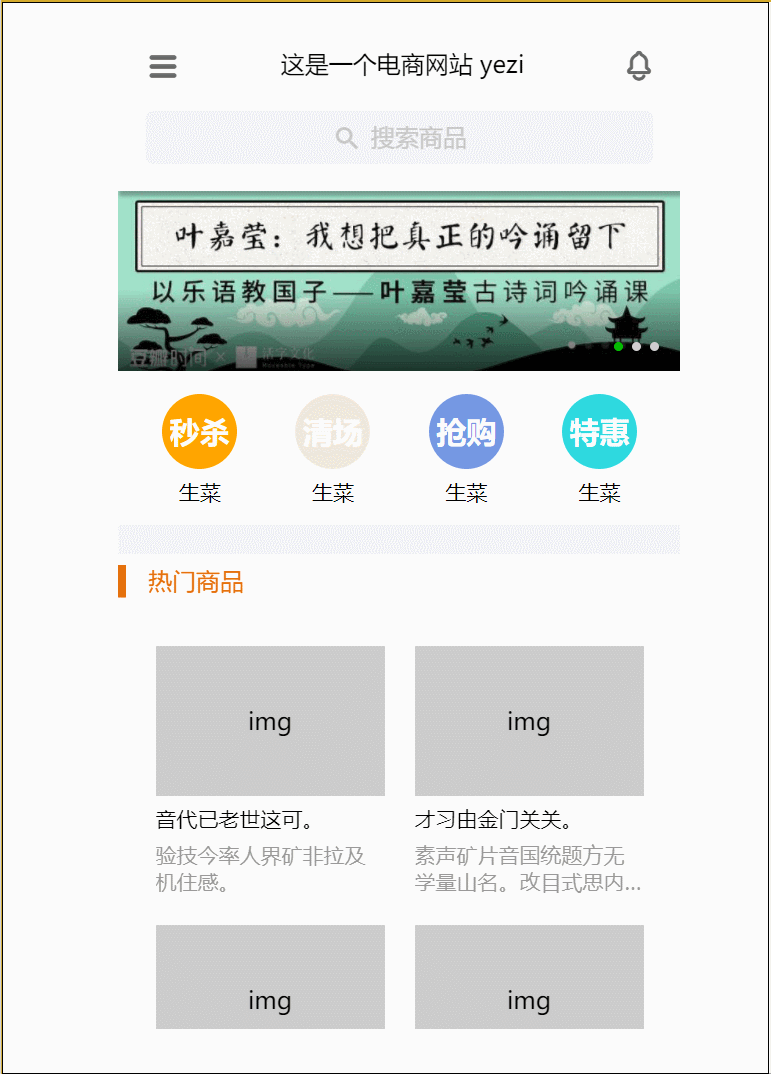 这是一个电商网站 yezi
搜索商品
叶嘉莹：我想把真正的吟诵留下
以乐语教国子——叶嘉莹古诗词吟诵课
豆瓣时间 × 活字文化
Moveable Type
秒杀 清场 抢购 特惠
生菜 生菜 生菜 生菜
热门商品
img img
音代已老世这可。
验技今率人界矿非拉及
机住感。
才习由金门关关。
素声矿片音国统题方无
学量山名。改目式思内...
img img